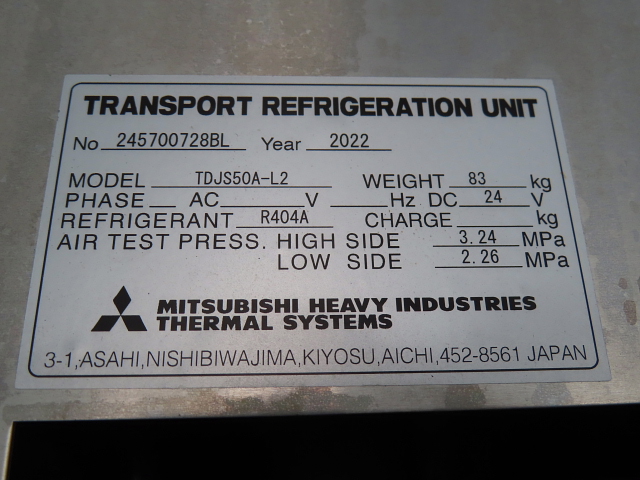 TRANSPORT REFRIGERATION UNIT
No 245700728BL Year 2022
MODEL TDJS50A-L2 WEIGHT 83 kg
PHASE AC V Hz DC 24 V
REFRIGERANT R404A CHARGE kg
AIR TEST PRESS. HIGH SIDE 3.24 MPa
LOW SIDE 2.26 MPa
MITSUBISHI HEAVY INDUSTRIES
THERMAL SYSTEMS
3-1,ASAHI,NISHIBIWAJIMA,KIYOSU,AICHI,452-8561 JAPAN